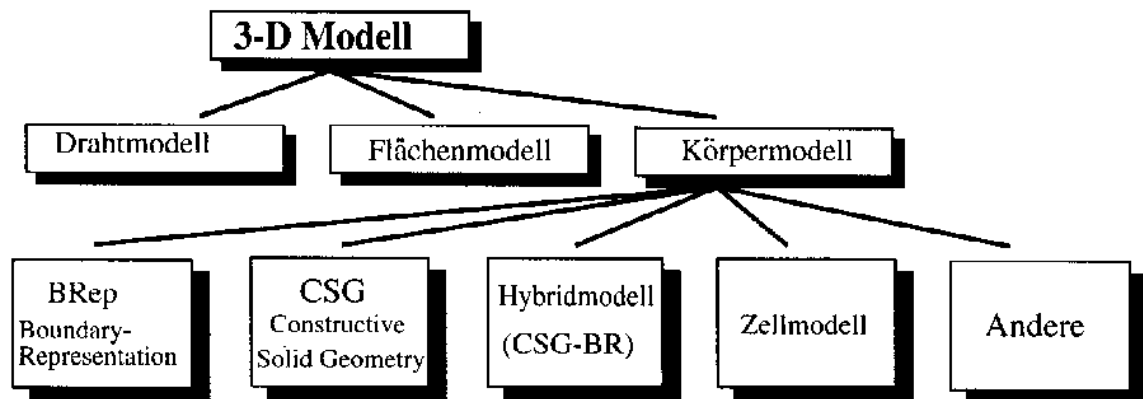 3-D Modell
Drahtmodell
Flächenmodell
Körpermodell
BRep
Boundary-
Representation
CSG
Constructive
Solid Geometry
Hybridmodell
(CSG-BR)
Zellmodell
Andere